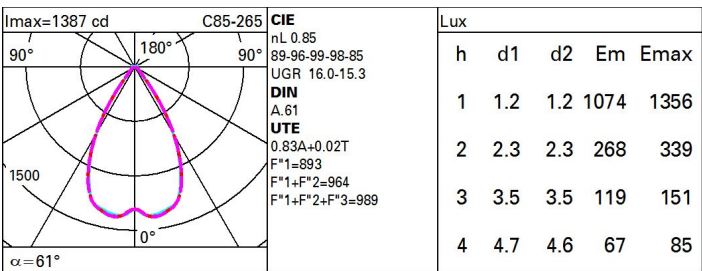 Imax=1387 cd C85-265
90° 180° 90°
1500
0°
α=61°
CIE
nL 0.85
89-96-99-98-85
UGR 16.0-15.3
DIN
A.61
UTE
0.83A+0.02T
F"1=893
F"1+F"2=964
F"1+F"2+F"3=989
Lux
h d1 d2 Em Emax
1 1.2 1.2 1074 1356
2 2.3 2.3 268 339
3 3.5 3.5 119 151
4 4.7 4.6 67 85